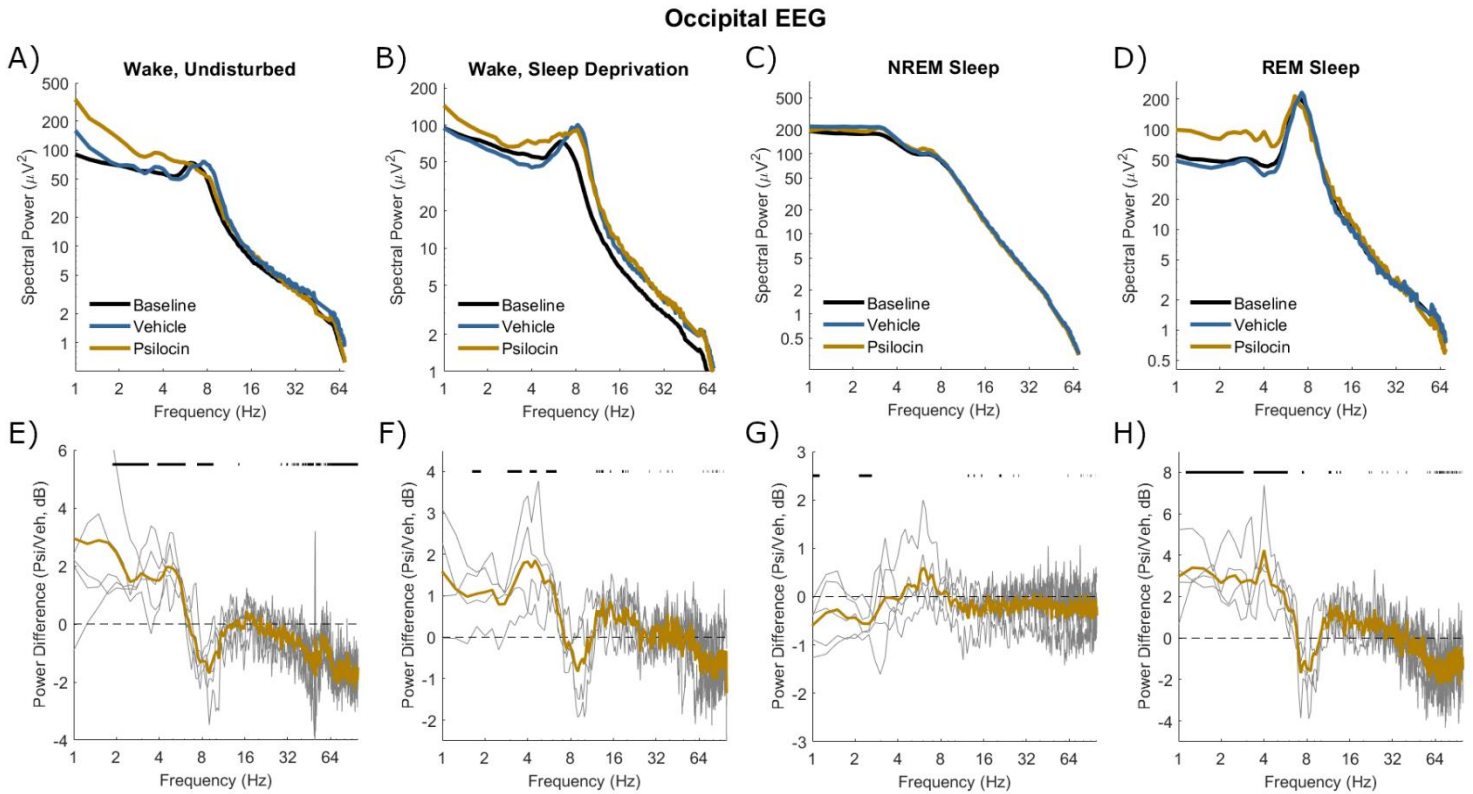 Occipital EEG
A)
Wake, Undisturbed
500
200
100
50
20
10
5
2
1
Spectral Power (μV²)
Baseline
Vehicle
Psilocin
1 2 4 8 16 32 64
Frequency (Hz)
B)
Wake, Sleep Deprivation
200
100
50
20
10
5
2
1
Spectral Power (μV²)
Baseline
Vehicle
Psilocin
1 2 4 8 16 32 64
Frequency (Hz)
C)
NREM Sleep
500
200
100
50
20
10
5
2
1
0.5
Spectral Power (μV²)
Baseline
Vehicle
Psilocin
1 2 4 8 16 32 64
Frequency (Hz)
D)
REM Sleep
200
100
50
20
10
5
2
1
0.5
Spectral Power (μV²)
Baseline
Vehicle
Psilocin
1 2 4 8 16 32 64
Frequency (Hz)
E)
6
4
2
0
-2
-4
Power Difference (Psi/Veh, dB)
1 2 4 8 16 32 64
Frequency (Hz)
F)
4
3
2
1
0
-1
-2
Power Difference (Psi/Veh, dB)
1 2 4 8 16 32 64
Frequency (Hz)
G)
3
2
1
0
-1
-2
-3
Power Difference (Psi/Veh, dB)
1 2 4 8 16 32 64
Frequency (Hz)
H)
8
6
4
2
0
-2
-4
Power Difference (Psi/Veh, dB)
1 2 4 8 16 32 64
Frequency (Hz)